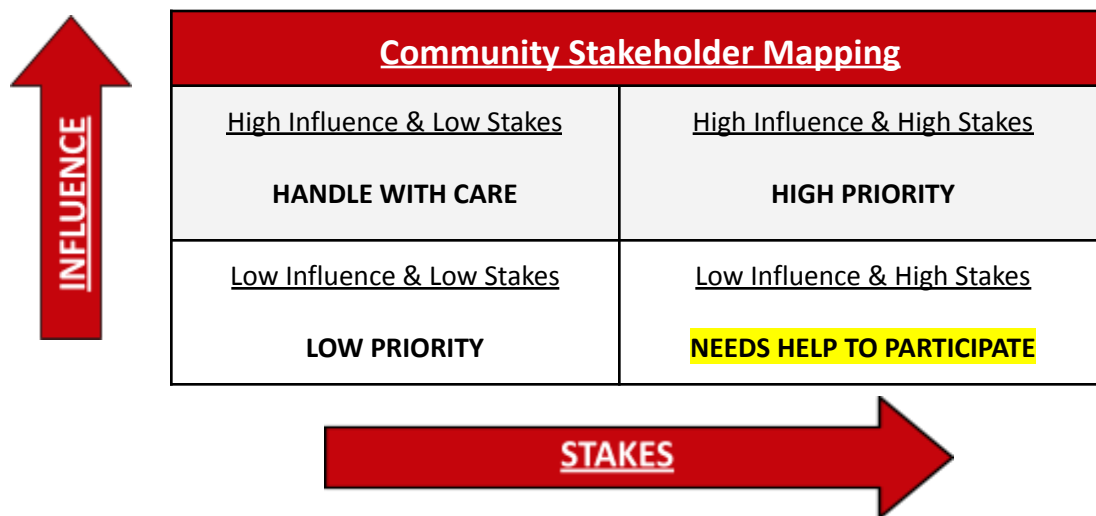 Community Stakeholder Mapping
INFLUENCE
High Influence & Low Stakes
HANDLE WITH CARE
High Influence & High Stakes
HIGH PRIORITY
Low Influence & Low Stakes
LOW PRIORITY
Low Influence & High Stakes
NEEDS HELP TO PARTICIPATE
STAKES